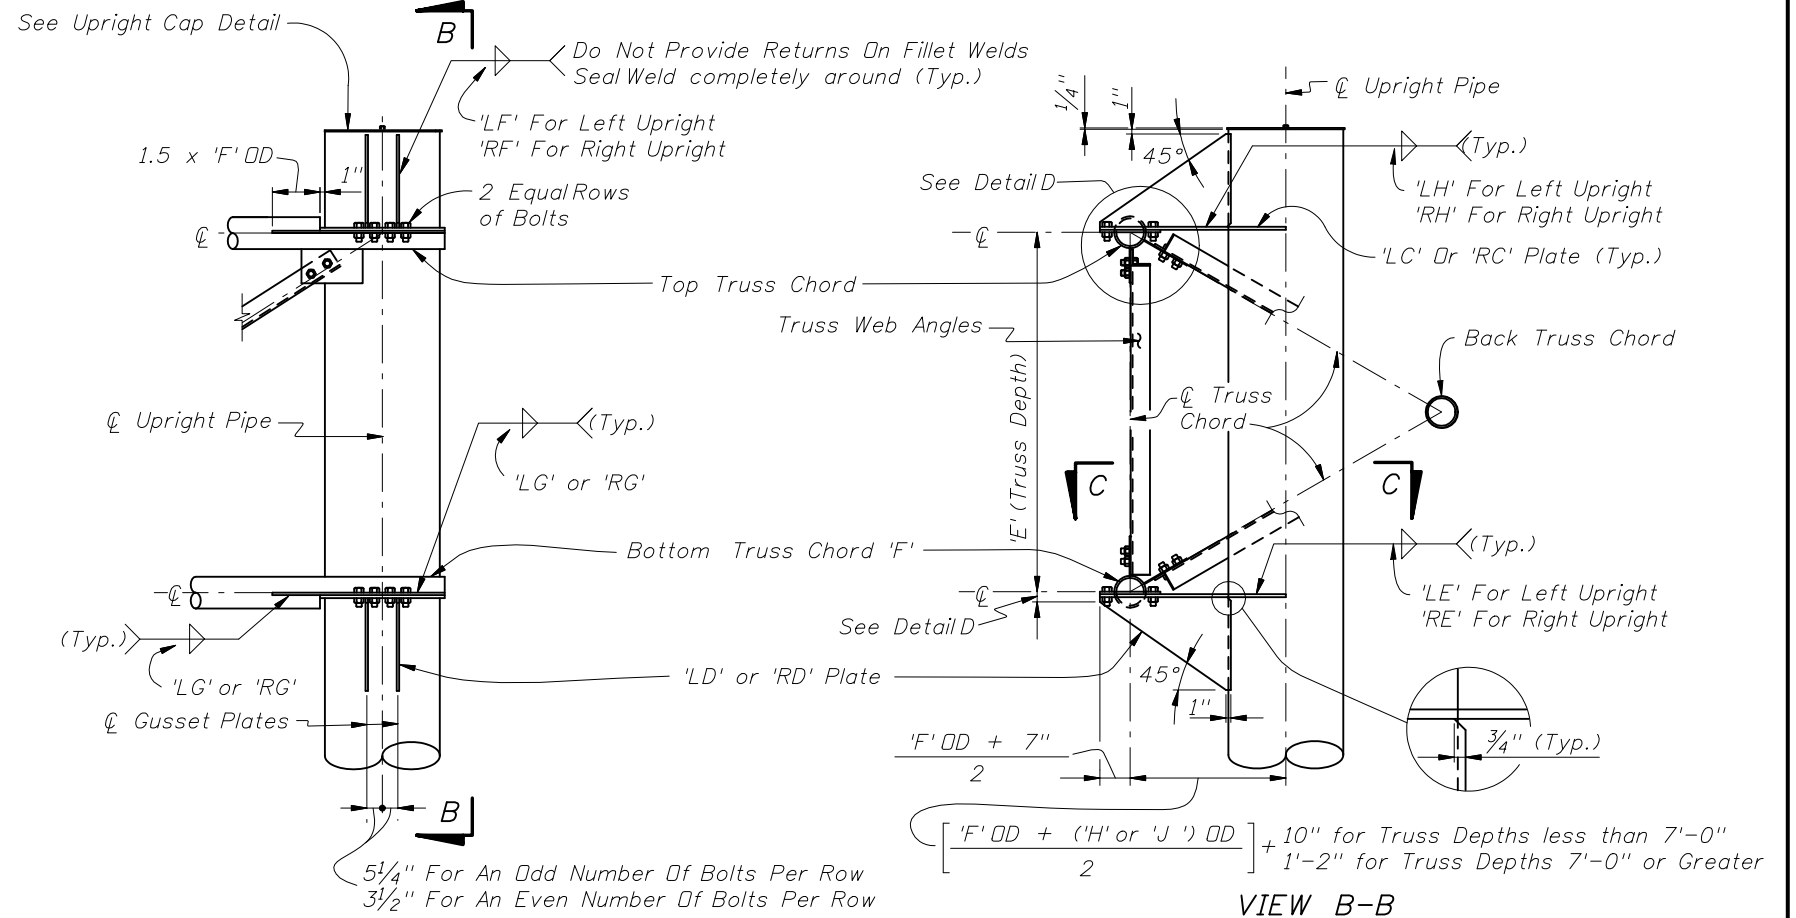 See Upright Cap Detail
B
Do Not Provide Returns On Fillet Welds
Seal Weld completely around (Typ.)
'LF' For Left Upright
'RF' For Right Upright
1.5 x 'F' OD
1"
2 Equal Rows
of Bolts
℄
Top Truss Chord
℄ Upright Pipe
(Typ.)
'LG' or 'RG'
Bottom Truss Chord 'F'
℄
(Typ.)
'LG' or 'RG'
'LD' or 'RD' Plate
℄ Gusset Plates
B
5¼" For An Odd Number Of Bolts Per Row
3½" For An Even Number Of Bolts Per Row
1/4"
1"
℄ Upright Pipe
45°
(Typ.)
See Detail D
'LH' For Left Upright
'RH' For Right Upright
℄
'LC' Or 'RC' Plate (Typ.)
Truss Web Angles
Back Truss Chord
'E' (Truss Depth)
℄ Truss
Chord
C
C
(Typ.)
℄
'LE' For Left Upright
'RE' For Right Upright
See Detail D
45°
1"
¾" (Typ.)
'F' OD + 7"
2
'F' OD + ('H' or 'J ') OD
2
+ 10" for Truss Depths less than 7'-0"
1'-2" for Truss Depths 7'-0" or Greater
VIEW B-B